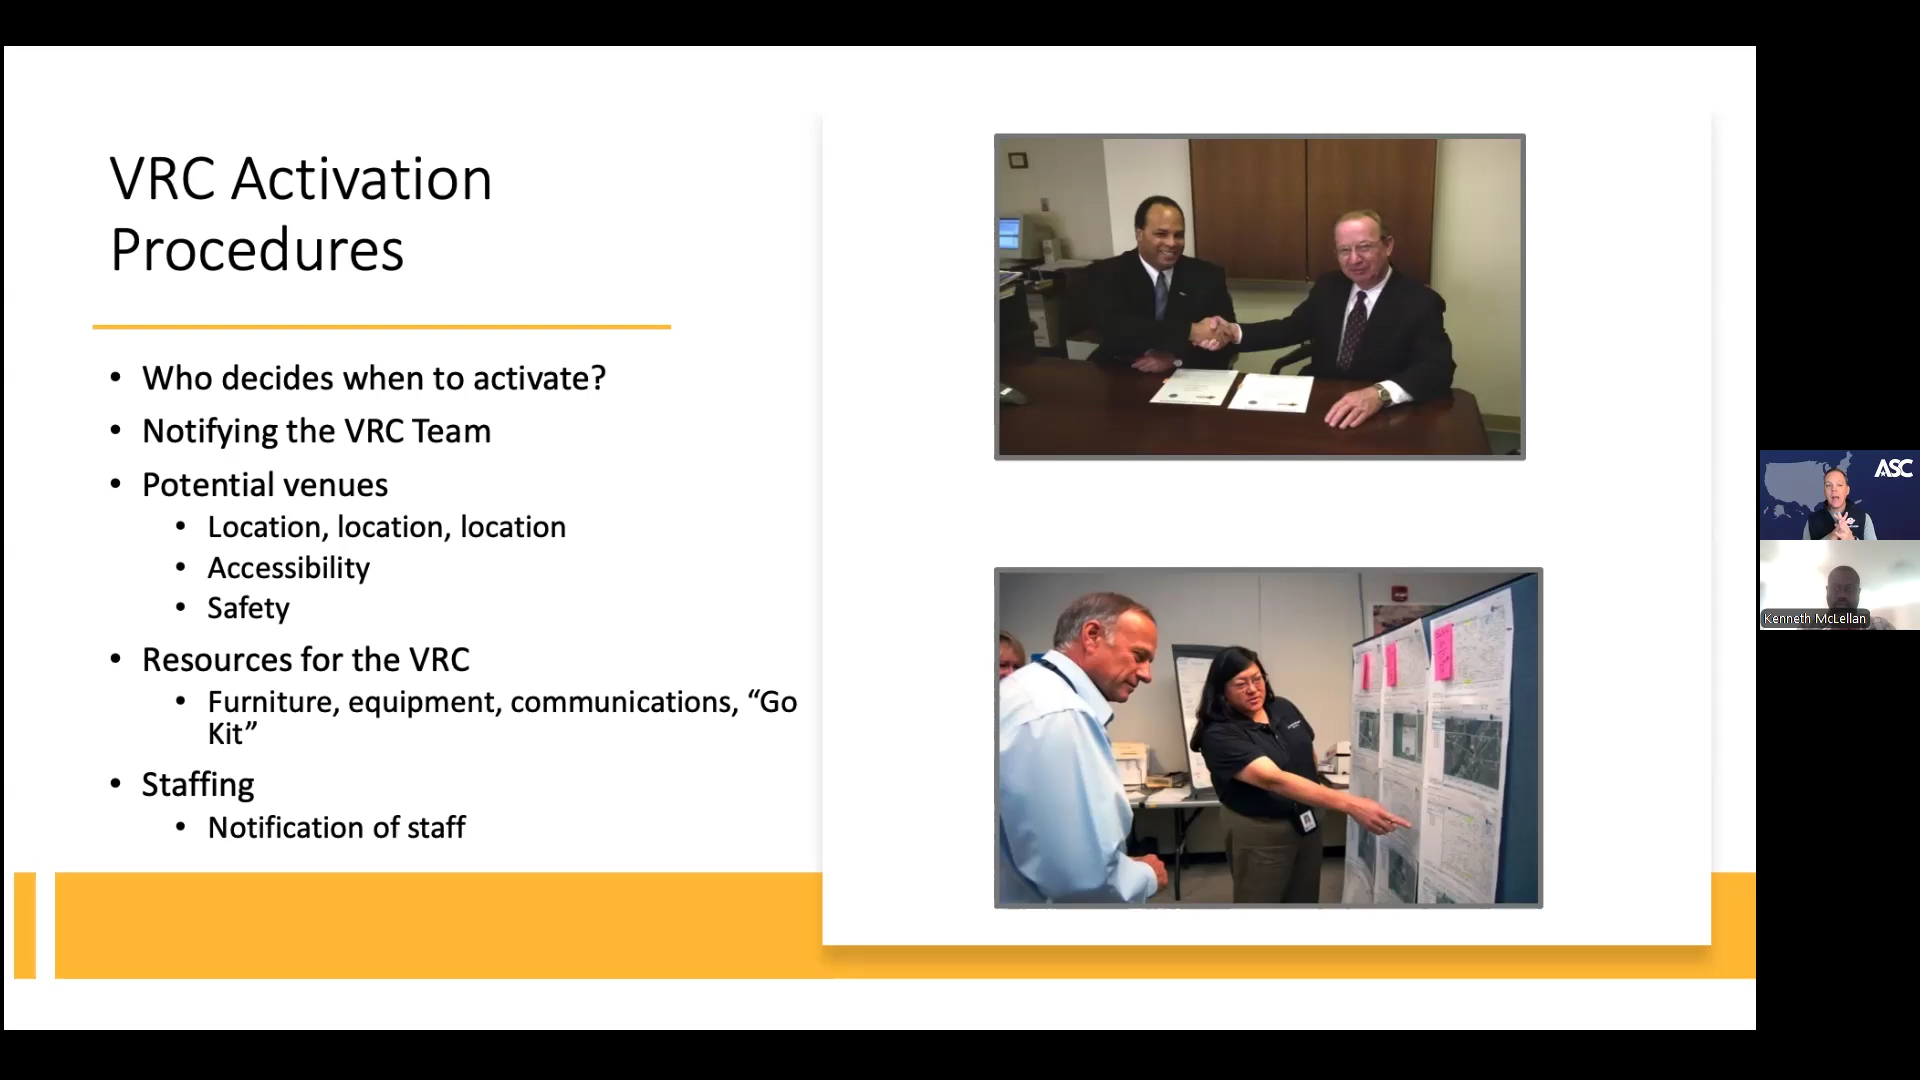 VRC Activation
Procedures
• Who decides when to activate?
• Notifying the VRC Team
• Potential venues
• Location, location, location
• Accessibility
• Safety
• Resources for the VRC
• Furniture, equipment, communications, “Go
Kit”
• Staffing
• Notification of staff
ASC
Kenneth McLellan